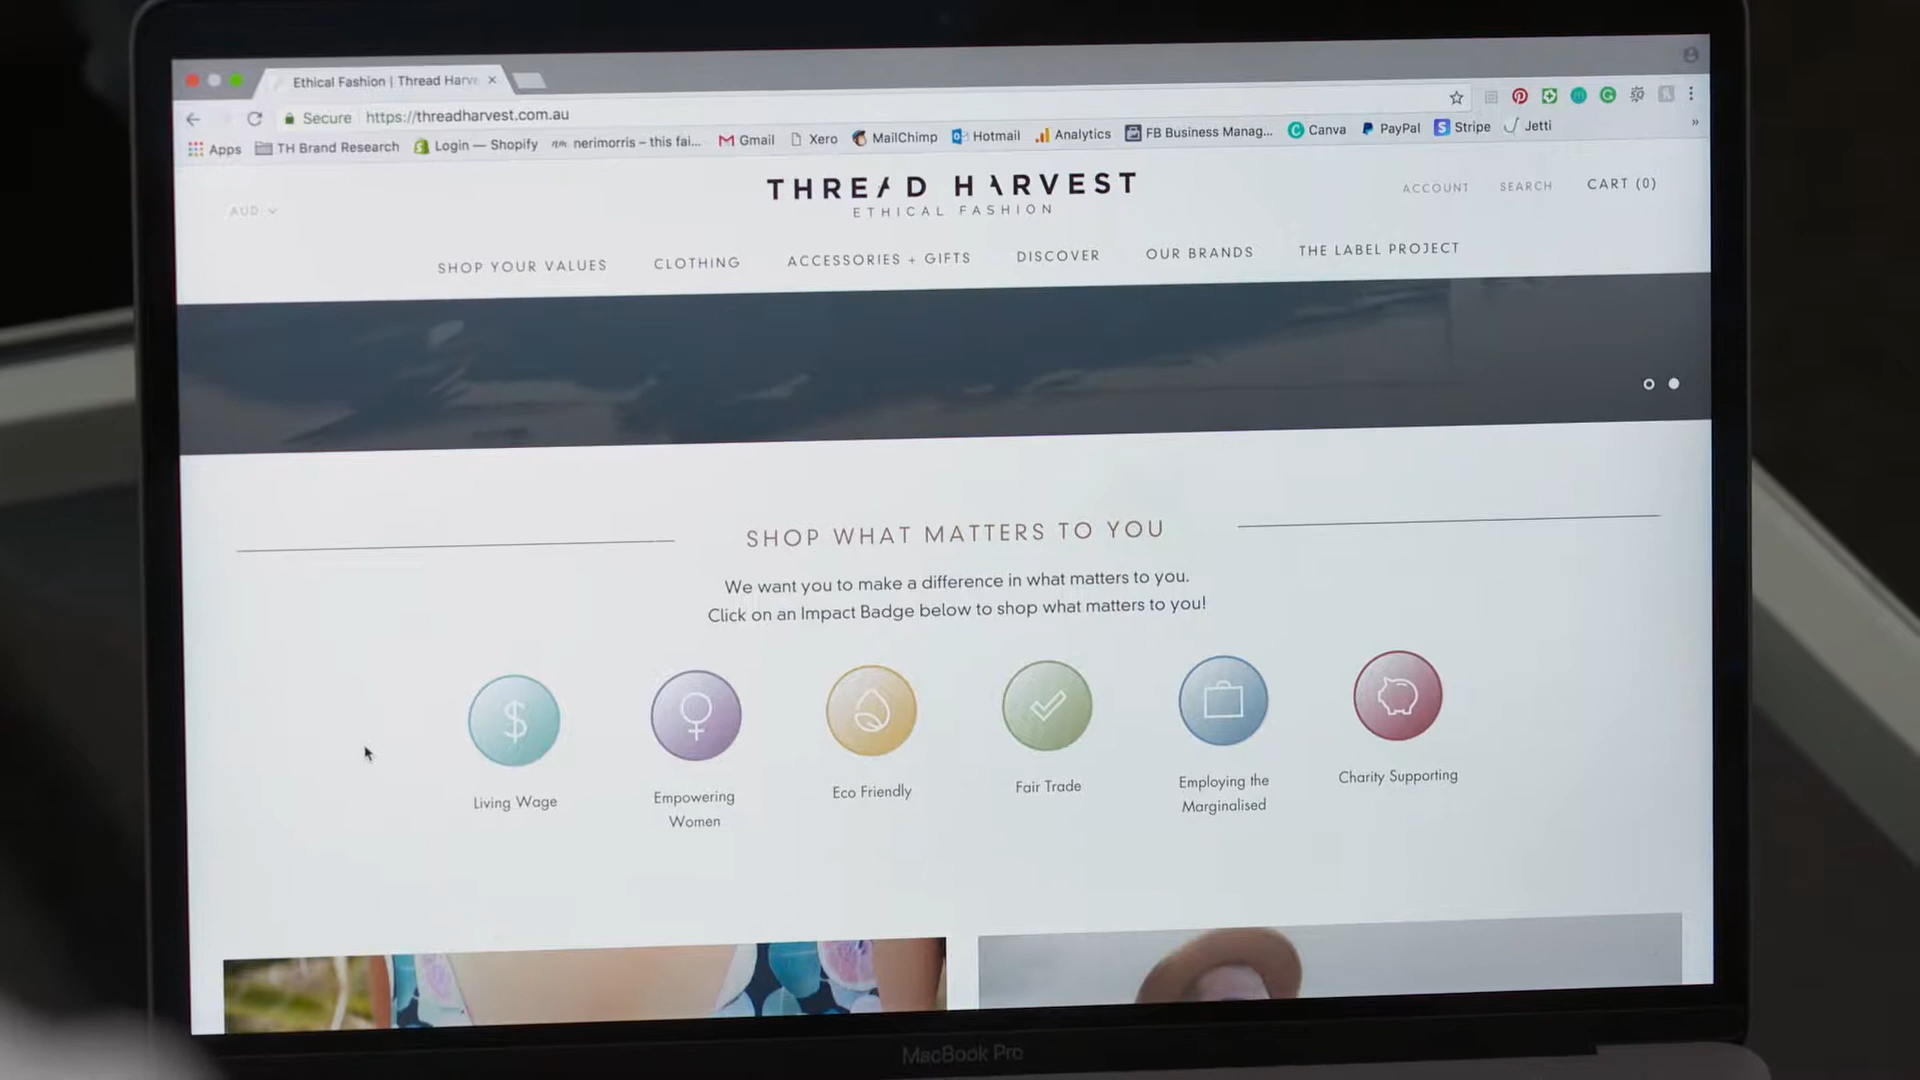 Ethical Fashion | Thread Harve
Secure https://threadharvest.com.au
Apps TH Brand Research Login — Shopify nerimorris – this fai... Gmail Xero MailChimp Hotmail Analytics FB Business Manag... Canva PayPal Stripe Jetti
THREAD HARVEST
ETHICAL FASHION
AUD
ACCOUNT SEARCH CART (0)
SHOP YOUR VALUES CLOTHING ACCESSORIES + GIFTS DISCOVER OUR BRANDS THE LABEL PROJECT
SHOP WHAT MATTERS TO YOU
We want you to make a difference in what matters to you.
Click on an Impact Badge below to shop what matters to you!
Living Wage
Empowering
Women
Eco Friendly
Fair Trade
Employing the
Marginalised
Charity Supporting
MacBook Pro